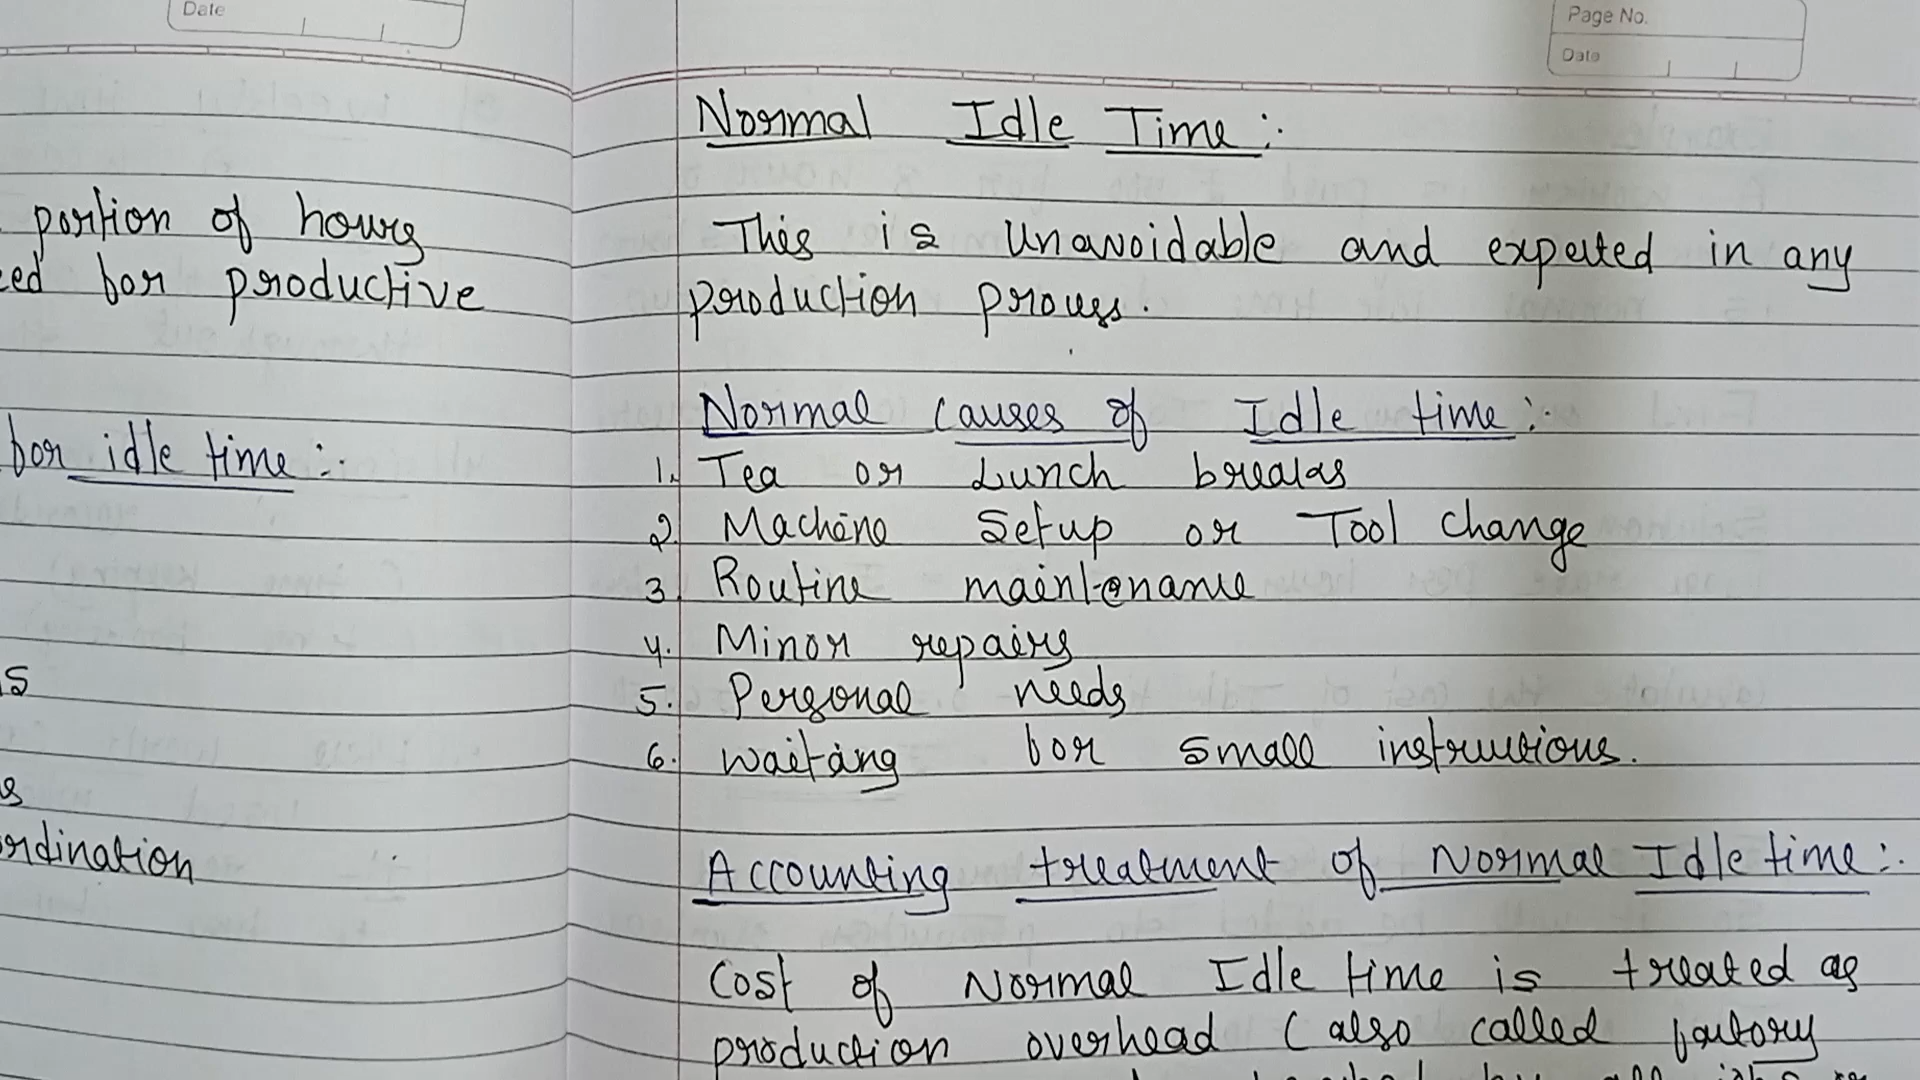 Date
portion of hours
ed for productive
for idle time :-
s
s
ordination
Page No.
Date
Normal Idle Time :-
This is Unavoidable and expected in any
production process.
Normal Causes of Idle time :-
1. Tea or Lunch breaks
2. Machine Setup or Tool Change
3. Routine maintenance
4. Minor repairs
5. Personal needs
6. Waiting for small instructions.
Accounting treatment of Normal Idle time :-
Cost of Normal Idle time is treated as
production overhead (also called factory
by all